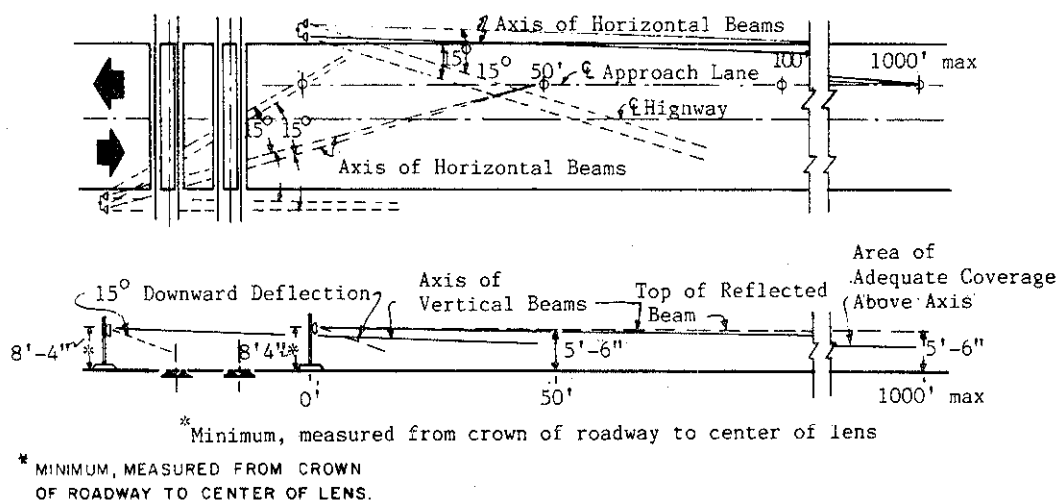 Axis of Horizontal Beams
15°
15°
50'
℄ Approach Lane
100'
1000' max
℄ Highway
15°
15°
Axis of Horizontal Beams
15° Downward Deflection
Axis of
Vertical Beams
Top of Reflected
Beam
Area of
Adequate Coverage
Above Axis
8'-4" *
8'4" *
5'-6"
5'-6"
0'
50'
1000' max
*Minimum, measured from crown of roadway to center of lens
* MINIMUM, MEASURED FROM CROWN
OF ROADWAY TO CENTER OF LENS.